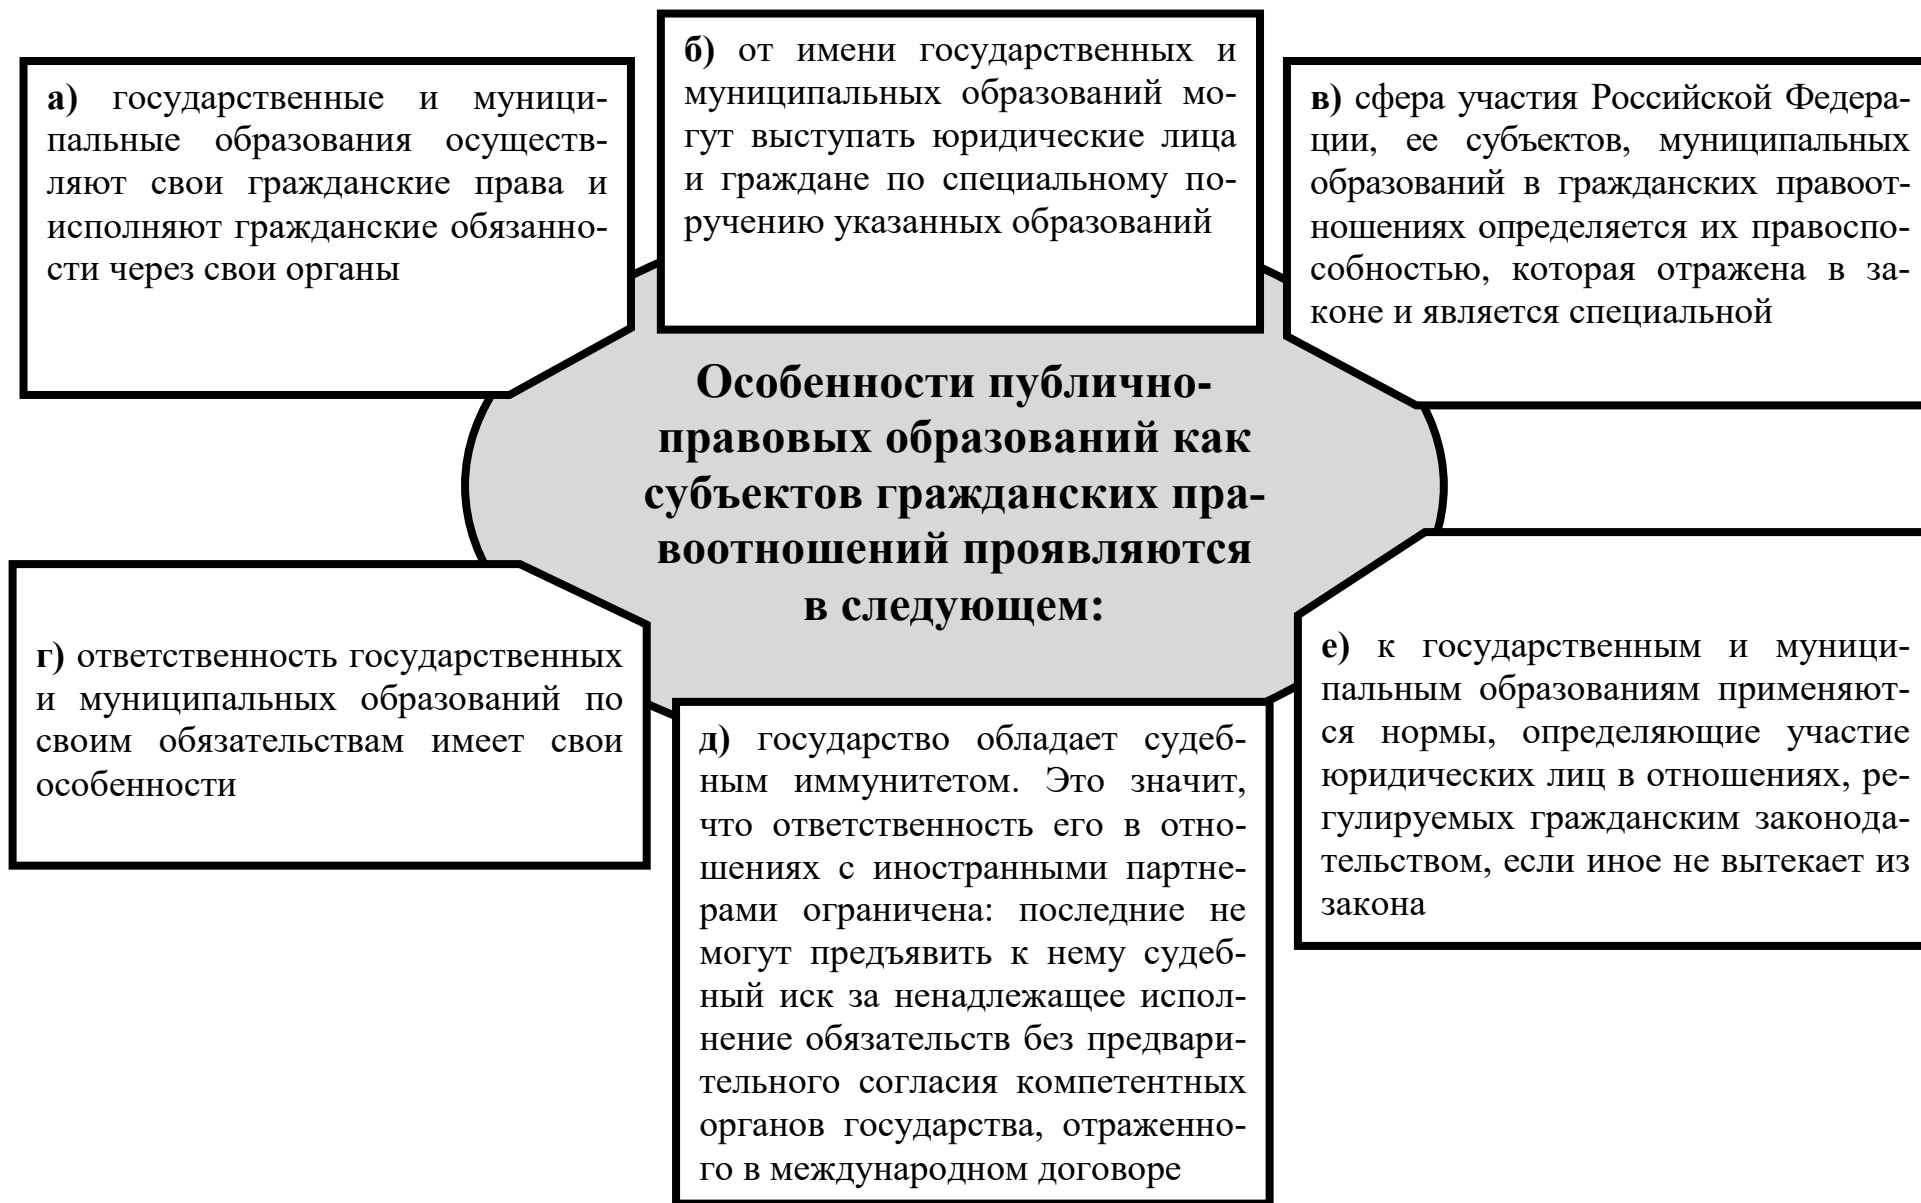 а) государственные и муници-
пальные образования осуществ-
ляют свои гражданские права и
исполняют гражданские обязанно-
сти через свои органы
б) от имени государственных и
муниципальных образований мо-
гут выступать юридические лица
и граждане по специальному по-
ручению указанных образований
в) сфера участия Российской Федера-
ции, ее субъектов, муниципальных
образований в гражданских правоот-
ношениях определяется их правоспо-
собностью, которая отражена в за-
коне и является специальной
Особенности публично-
правовых образований как
субъектов гражданских пра-
воотношений проявляются
в следующем:
г) ответственность государственных
и муниципальных образований по
своим обязательствам имеет свои
особенности
д) государство обладает судеб-
ным иммунитетом. Это значит,
что ответственность его в отно-
шениях с иностранными партне-
рами ограничена: последние не
могут предъявить к нему судеб-
ный иск за ненадлежащее испол-
нение обязательств без предвари-
тельного согласия компетентных
органов государства, отраженно-
го в международном договоре
е) к государственным и муници-
пальным образованиям применяют-
ся нормы, определяющие участие
юридических лиц в отношениях, ре-
гулируемых гражданским законода-
тельством, если иное не вытекает из
закона